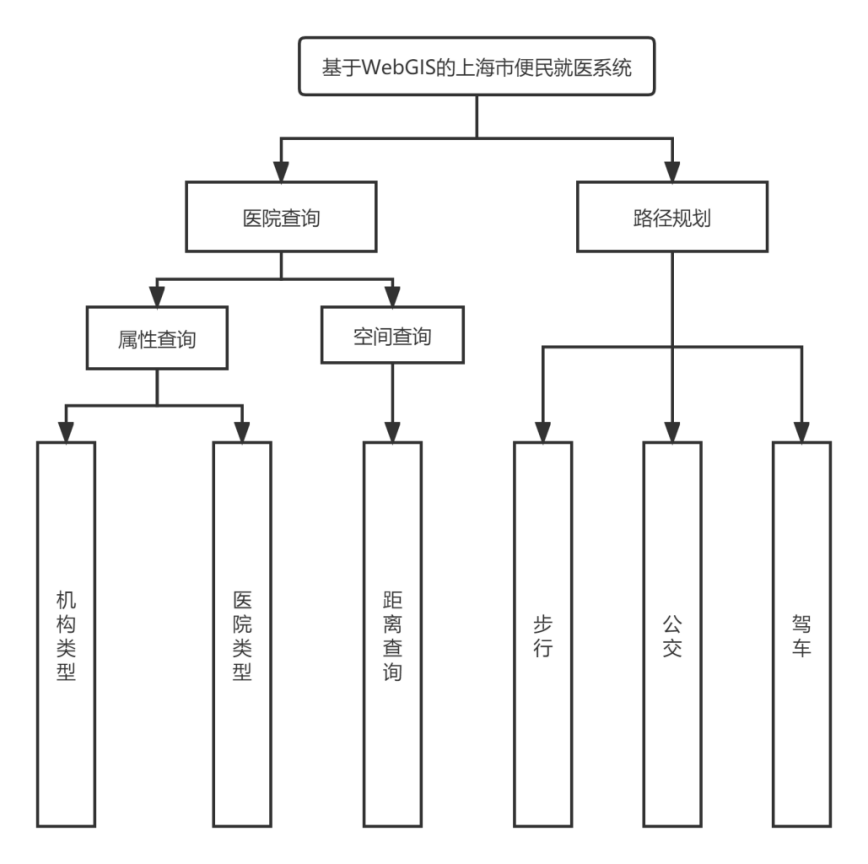 基于WebGIS的上海市便民就医系统
医院查询
路径规划
属性查询
空间查询
机构类型
医院类型
距离查询
步行
公交
驾车